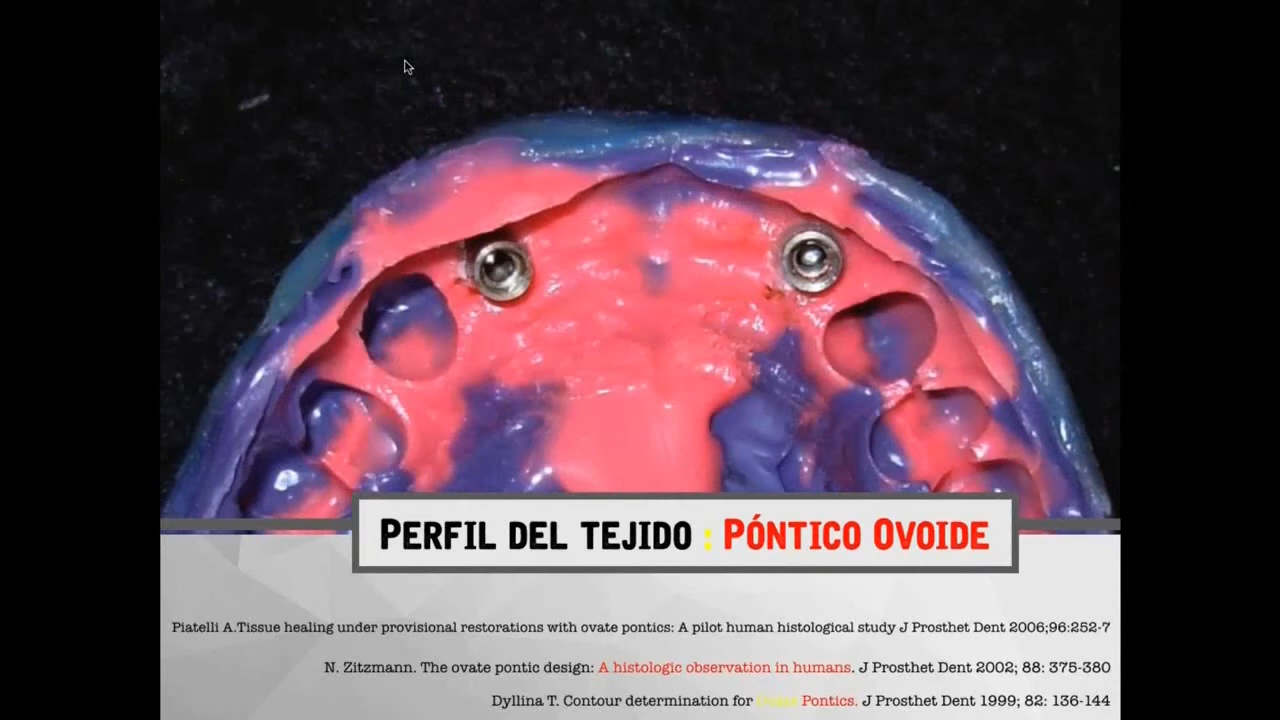 PERFIL DEL TEJIDO : PÓNTICO OVOIDE
Piatelli A.Tissue healing under provisional restorations with ovate pontics: A pilot human histological study J Prosthet Dent 2006;96:252-7
N. Zitzmann. The ovate pontic design: A histologic observation in humans. J Prosthet Dent 2002; 88: 375-380
Dyllina T. Contour determination for Ovate Pontics. J Prosthet Dent 1999; 82: 136-144